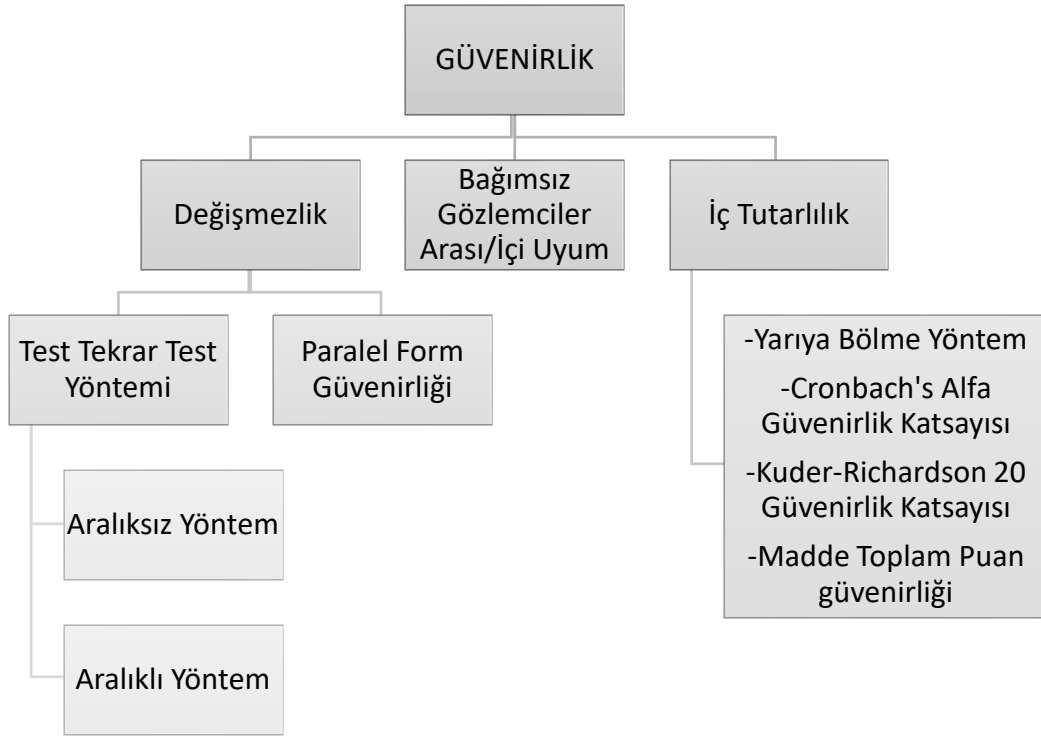 GÜVENİRLİK
Değişmezlik
Bağımsız
Gözlemciler
Arası/İçi Uyum
İç Tutarlılık
Test Tekrar Test
Yöntemi
Paralel Form
Güvenirliği
Aralıksız Yöntem
Aralıklı Yöntem
-Yarıya Bölme Yöntem
-Cronbach's Alfa
Güvenirlik Katsayısı
-Kuder-Richardson 20
Güvenirlik Katsayısı
-Madde Toplam Puan
güvenirliği